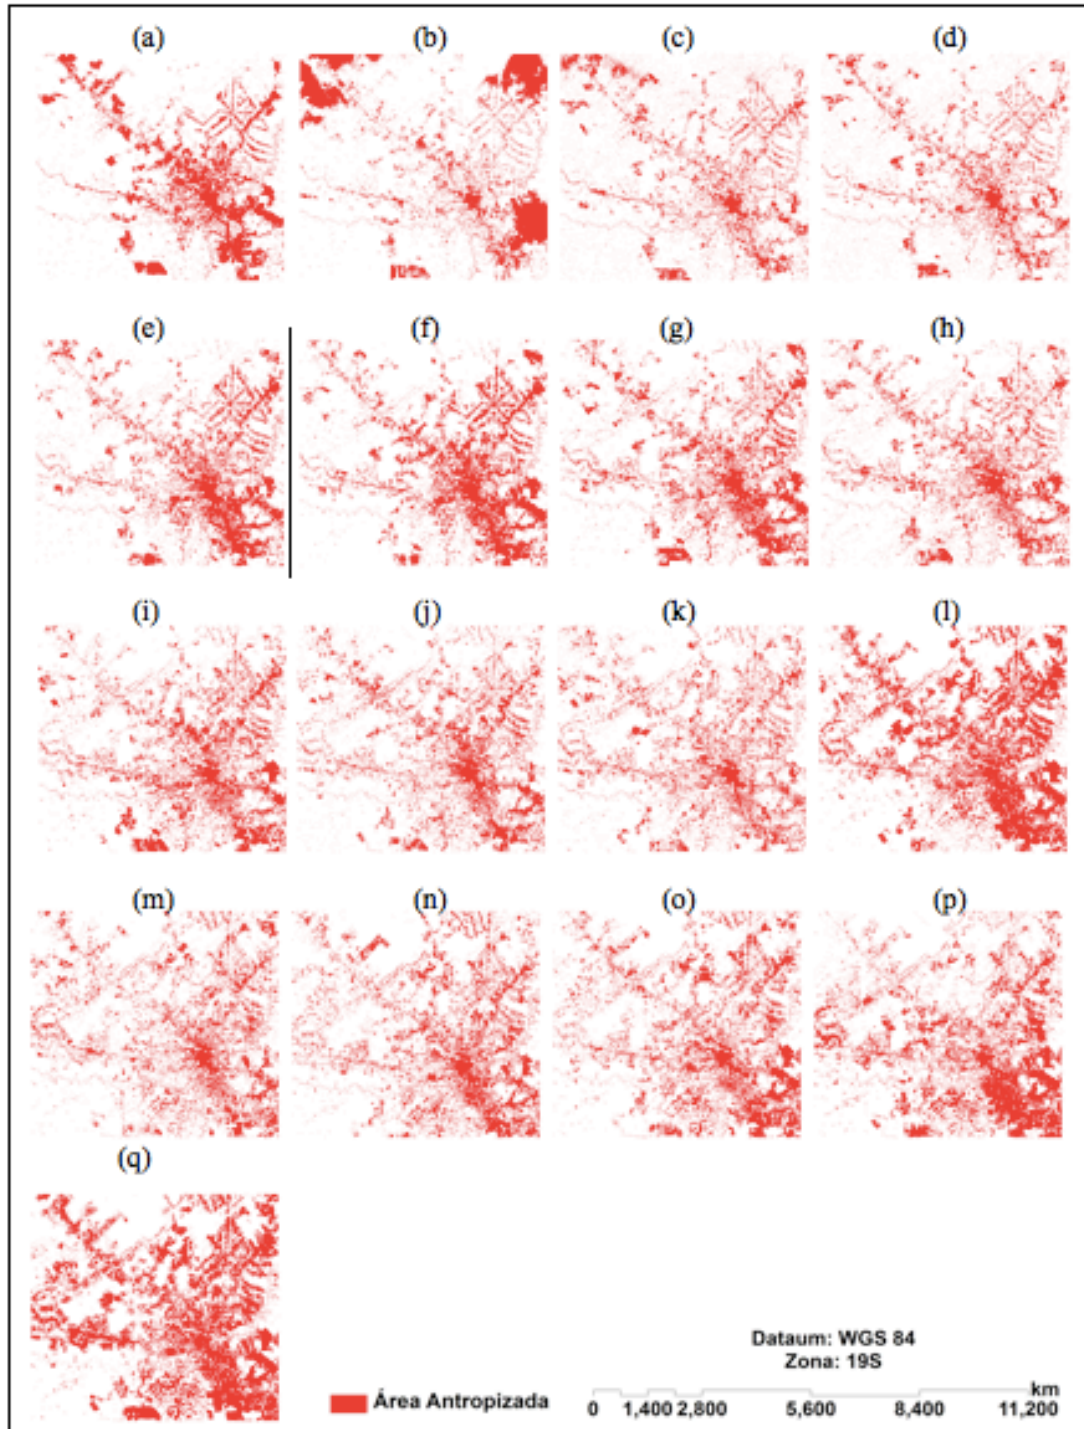 (a) (b) (c) (d)
(e) (f) (g) (h)
(i) (j) (k) (l)
(m) (n) (o) (p)
(q)
Dataum: WGS 84
Zona: 19S
Área Antropizada
km
0 1,400 2,800 5,600 8,400 11,200